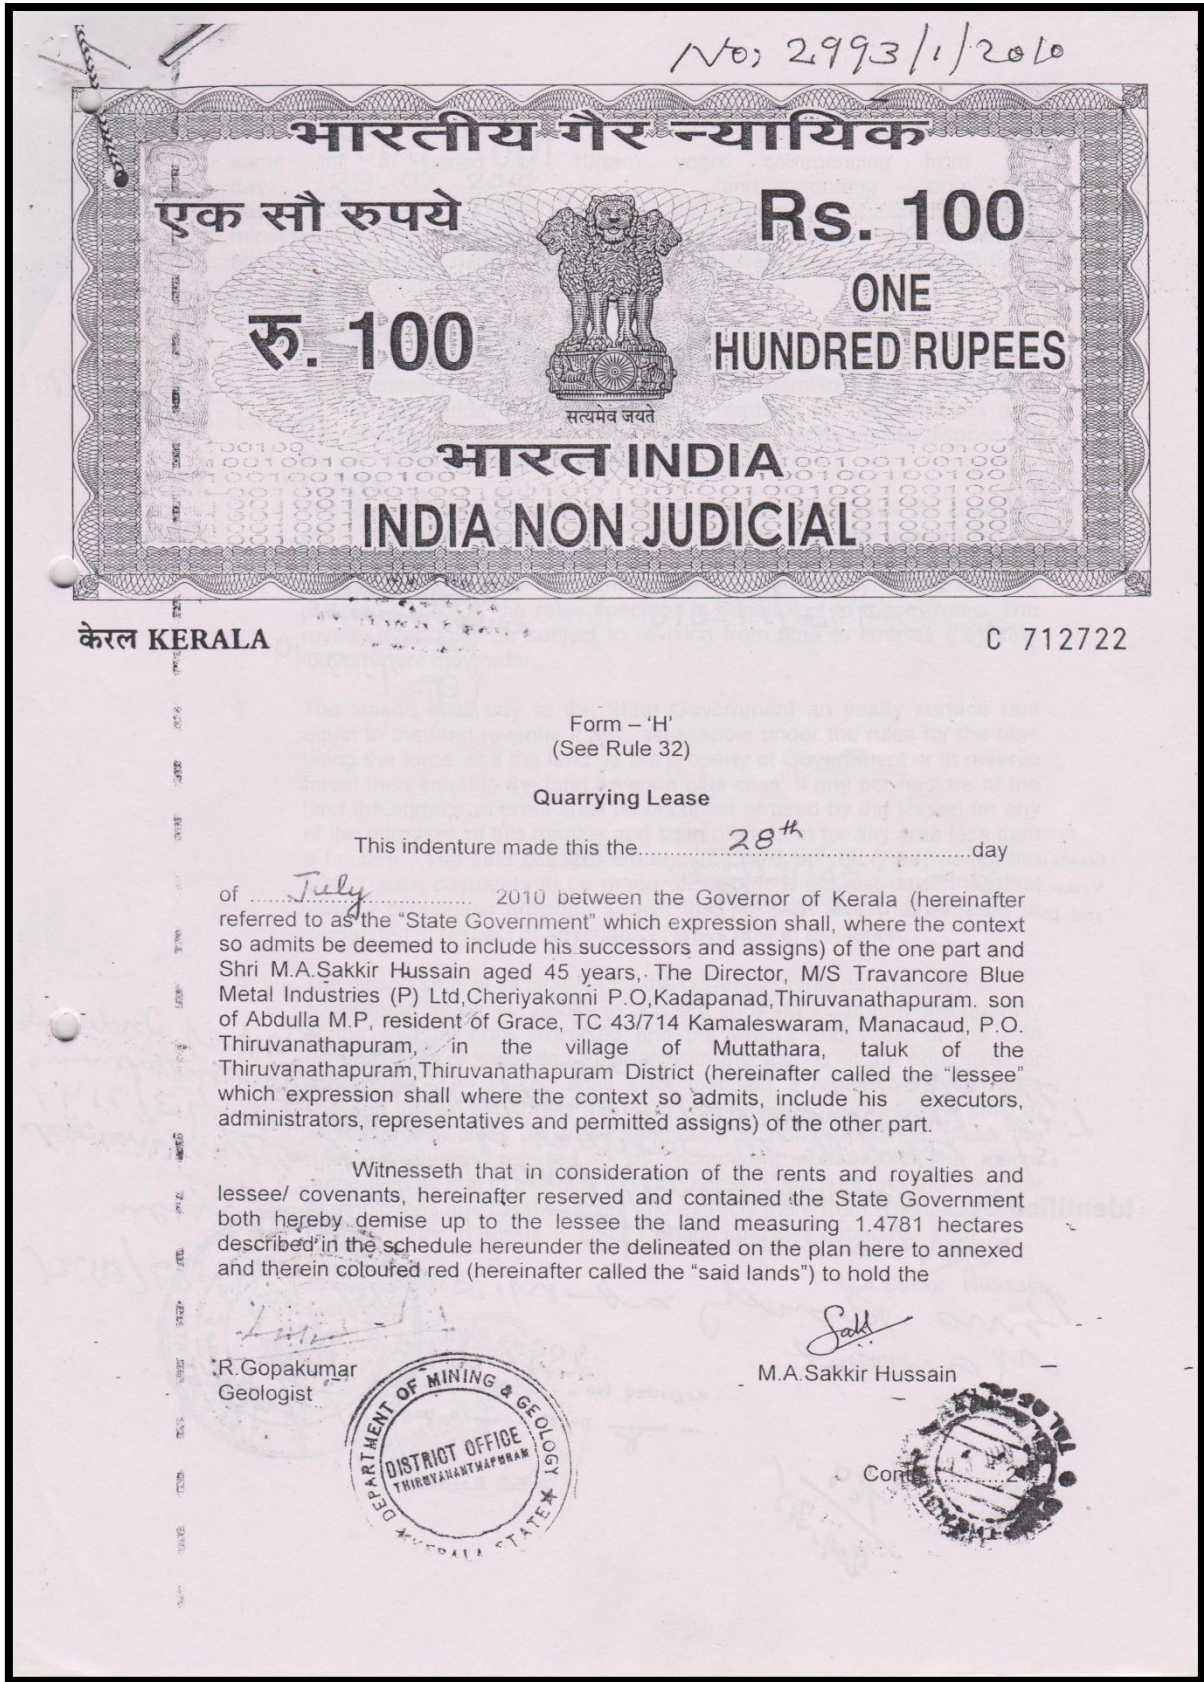 No; 2993/1/2010
भारतीय गैर न्यायिक
एक सौ रुपये
Rs. 100
रु. 100
ONE
HUNDRED RUPEES
सत्यमेव जयते
भारत INDIA
INDIA NON JUDICIAL
केरल KERALA
C 712722
Form – 'H'
(See Rule 32)
Quarrying Lease
This indenture made this the..........28th..........day
of ..........July.......... 2010 between the Governor of Kerala (hereinafter
referred to as the “State Government” which expression shall, where the context
so admits be deemed to include his successors and assigns) of the one part and
Shri M.A.Sakkir Hussain aged 45 years, The Director, M/S Travancore Blue
Metal Industries (P) Ltd,Cheriyakonni P.O,Kadapanad,Thiruvanathapuram. son
of Abdulla M.P, resident of Grace, TC 43/714 Kamaleswaram, Manacaud, P.O.
Thiruvanathapuram, in the village of Muttathara, taluk of the
Thiruvanathapuram,Thiruvanathapuram District (hereinafter called the “lessee”
which expression shall where the context so admits, include his executors,
administrators, representatives and permitted assigns) of the other part.
Witnesseth that in consideration of the rents and royalties and
lessee/ covenants, hereinafter reserved and contained the State Government
both hereby demise up to the lessee the land measuring 1.4781 hectares
described in the schedule hereunder the delineated on the plan here to annexed
and therein coloured red (hereinafter called the “said lands”) to hold the
R.Gopakumar
Geologist
M.A.Sakkir Hussain
DEPARTMENT OF MINING & GEOLOGY
DISTRICT OFFICE
THIRUVANANTHAPURAM
KERALA STATE
Cont..........2